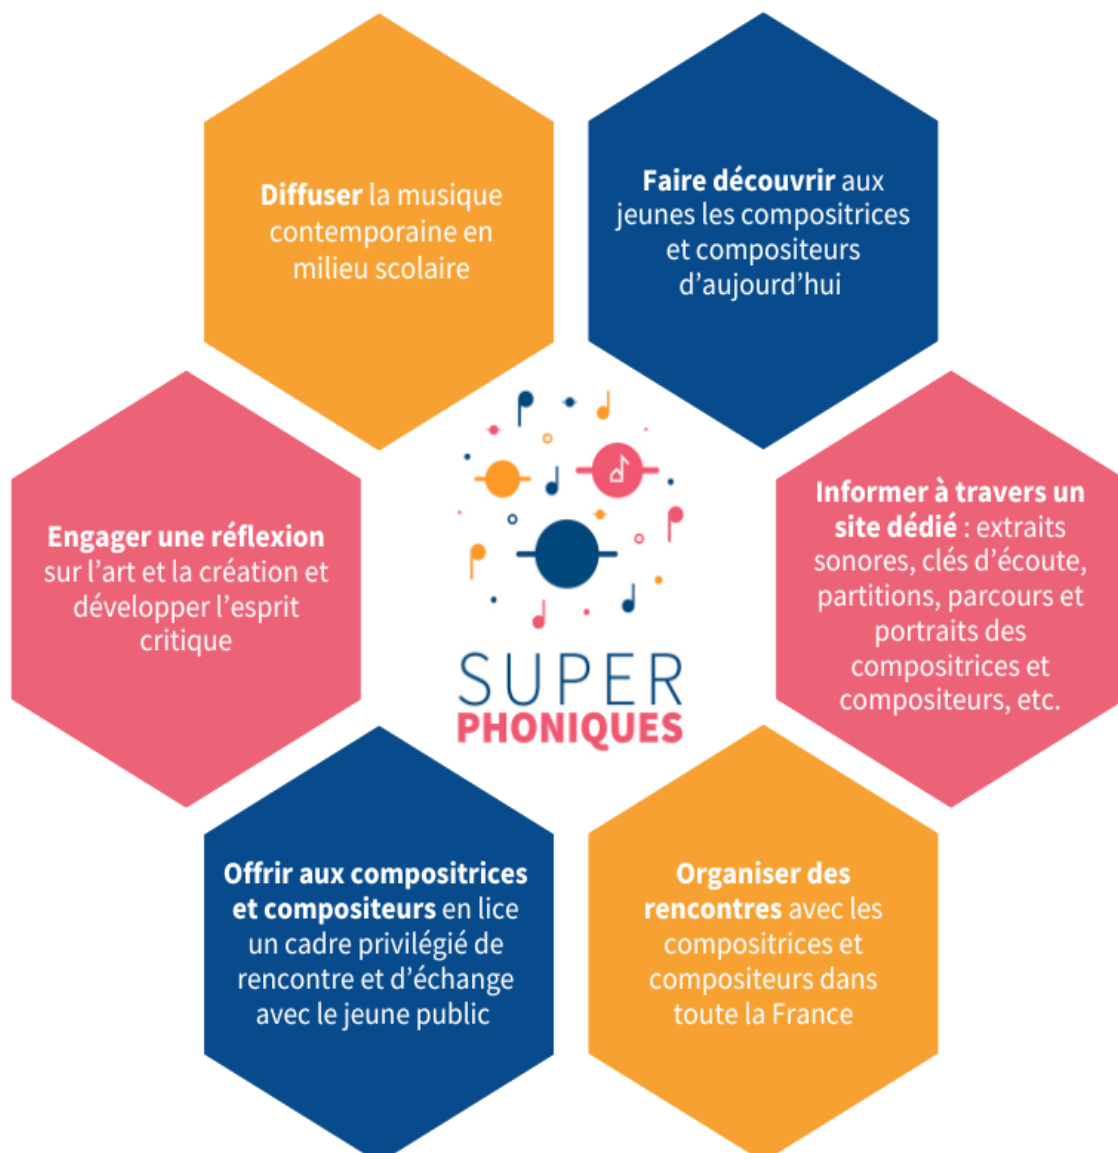 Diffuser la musique
contemporaine en
milieu scolaire
Faire découvrir aux
jeunes les compositrices
et compositeurs
d’aujourd’hui
Engager une réflexion
sur l’art et la création et
développer l’esprit
critique
SUPER
PHONIQUES
Informer à travers un
site dédié : extraits
sonores, clés d’écoute,
partitions, parcours et
portraits des
compositrices et
compositeurs, etc.
Offrir aux compositrices
et compositeurs en lice
un cadre privilégié de
rencontre et d’échange
avec le jeune public
Organiser des
rencontres avec les
compositrices et
compositeurs dans
toute la France